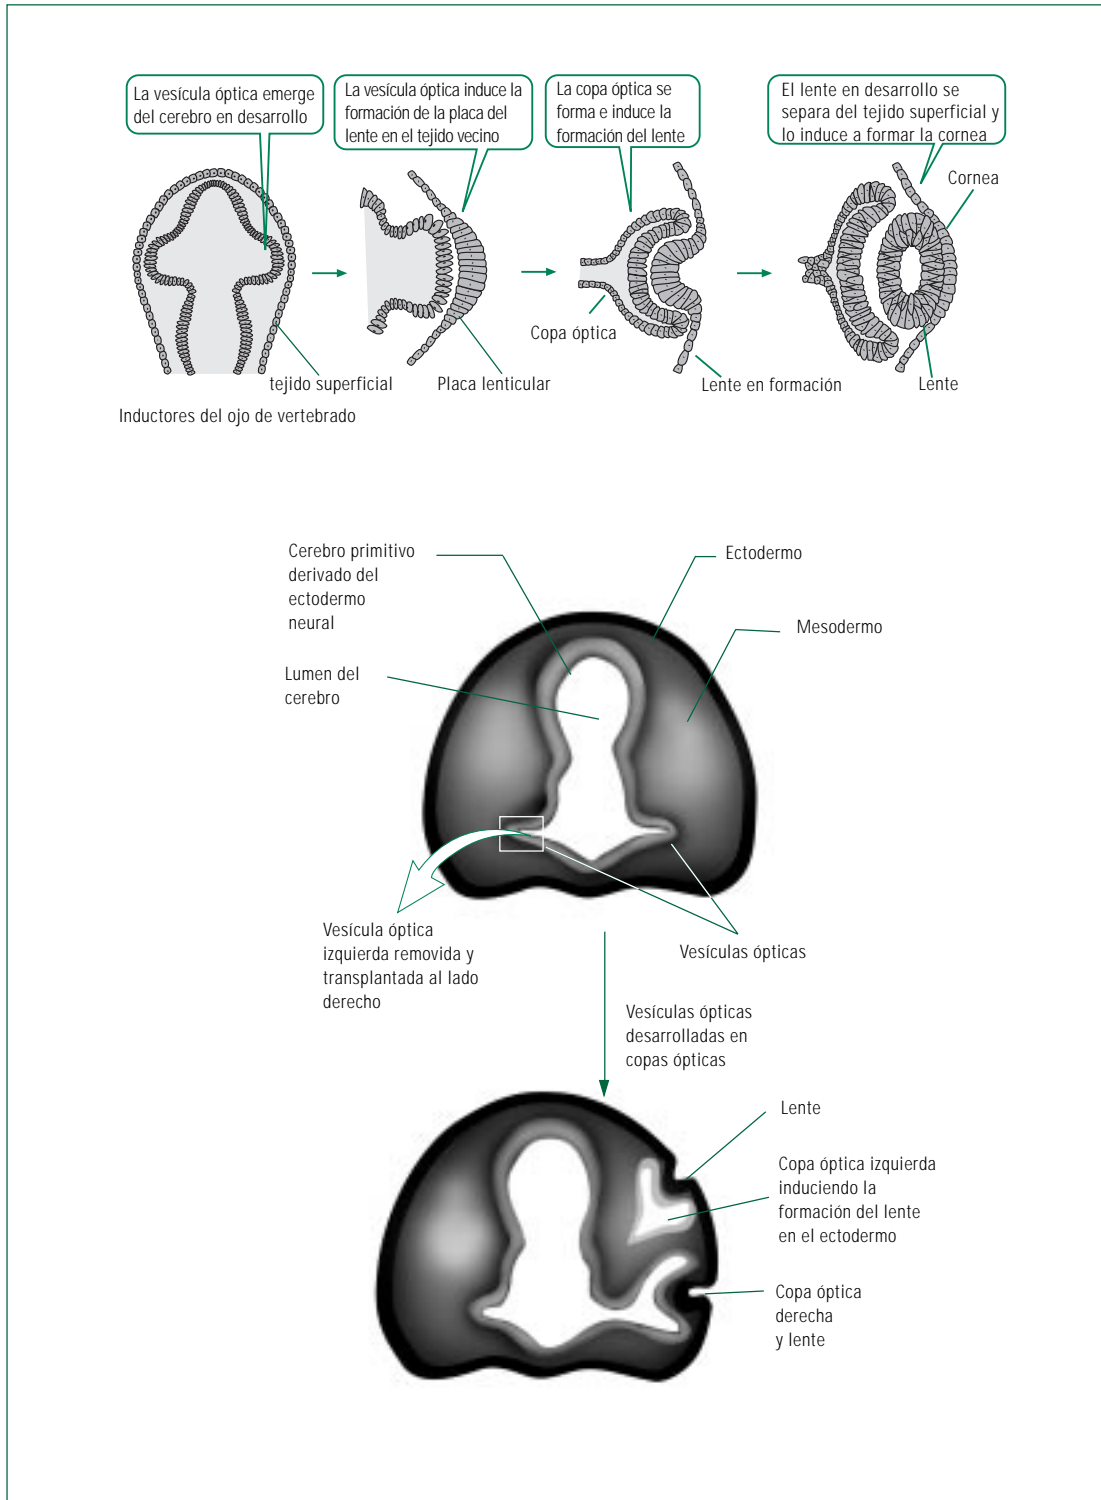 La vesícula óptica emerge
del cerebro en desarrollo
La vesícula óptica induce la
formación de la placa del
lente en el tejido vecino
La copa óptica se
forma e induce la
formación del lente
El lente en desarrollo se
separa del tejido superficial y
lo induce a formar la cornea
Cornea
Copa óptica
tejido superficial
Placa lenticular
Lente en formación
Lente
Inductores del ojo de vertebrado
Cerebro primitivo
derivado del
ectodermo
neural
Ectodermo
Mesodermo
Lumen del
cerebro
Vesícula óptica
izquierda removida y
transplantada al lado
derecho
Vesículas ópticas
Vesículas ópticas
desarrolladas en
copas ópticas
Lente
Copa óptica izquierda
induciendo la
formación del lente
en el ectodermo
Copa óptica
derecha
y lente